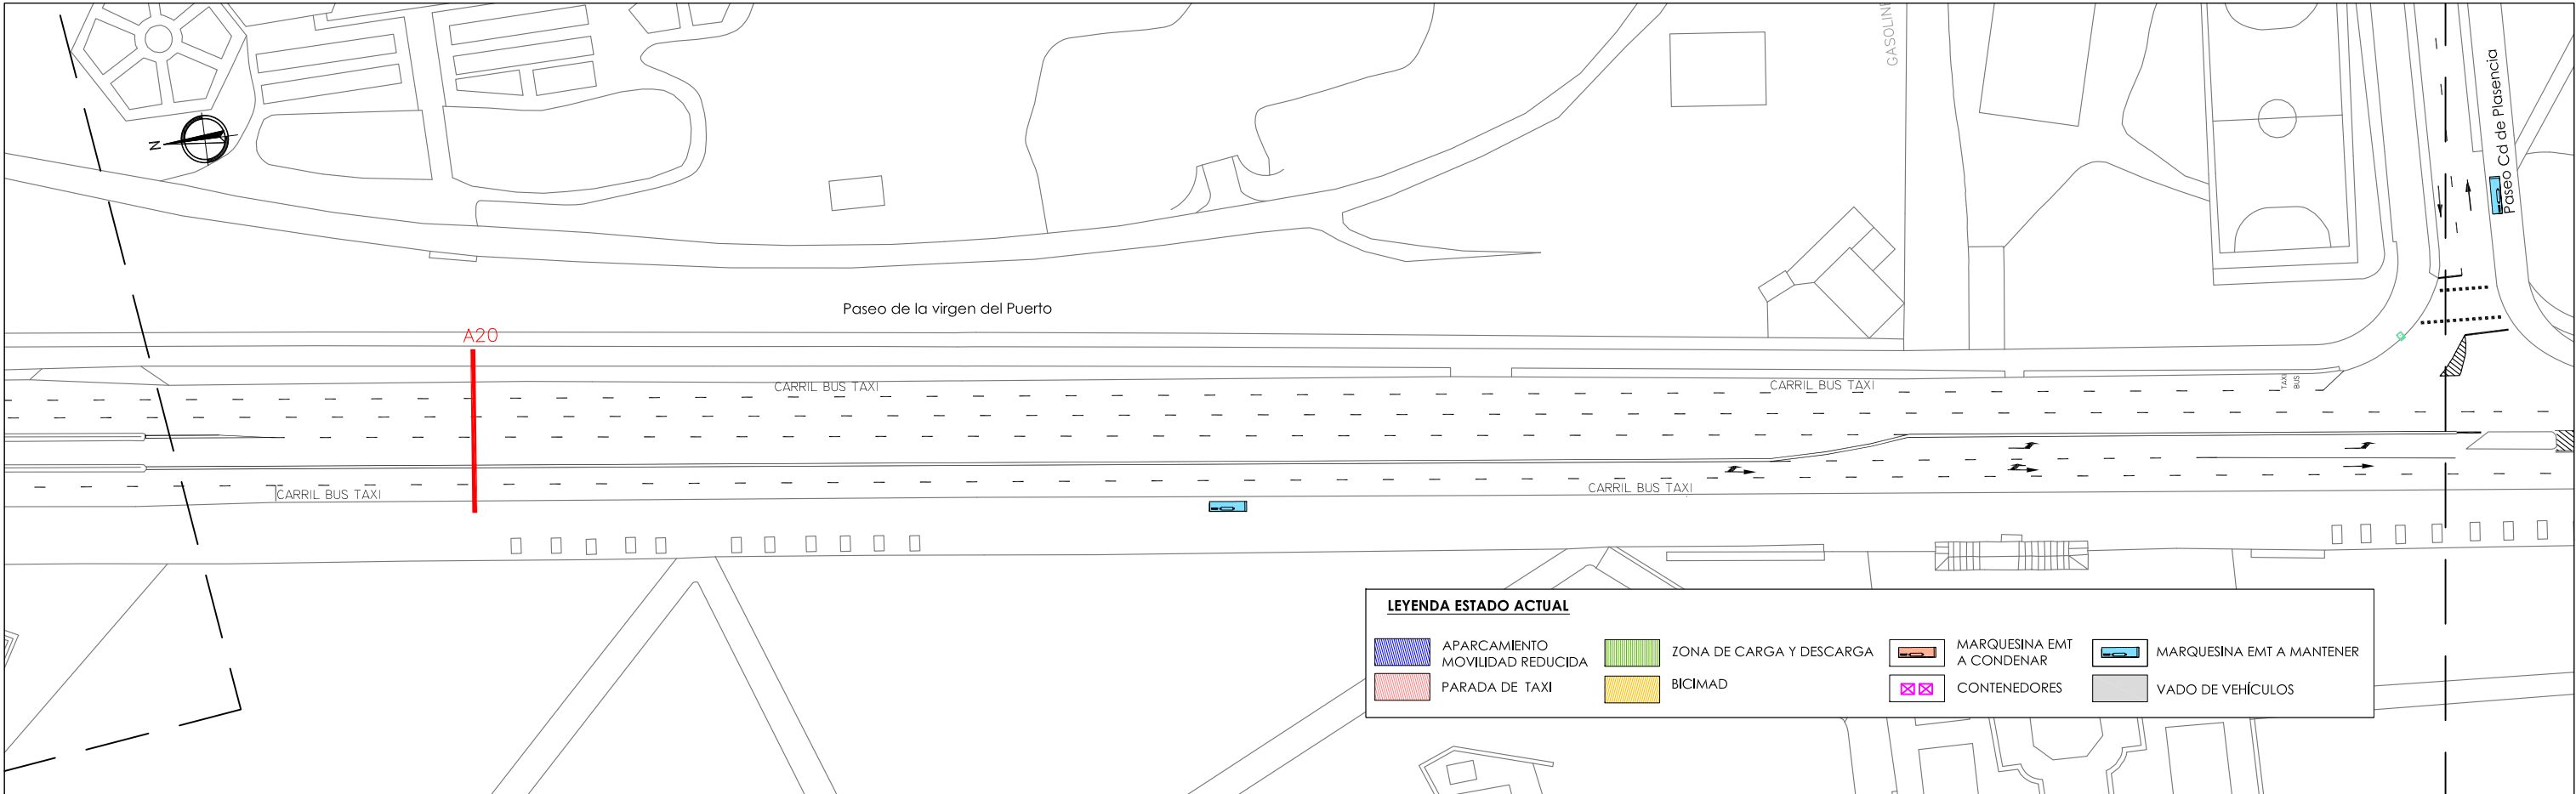 GASOLINE
Paseo Cd de Plasencia
N
Paseo de la virgen del Puerto
A20
CARRIL BUS TAXI
CARRIL BUS TAXI
TAXI
BUS
CARRIL BUS TAXI
CARRIL BUS TAXI
LEYENDA ESTADO ACTUAL
APARCAMIENTO
MOVILIDAD REDUCIDA
ZONA DE CARGA Y DESCARGA
MARQUESINA EMT
A CONDENAR
MARQUESINA EMT A MANTENER
PARADA DE TAXI
BICIMAD
CONTENEDORES
VADO DE VEHÍCULOS